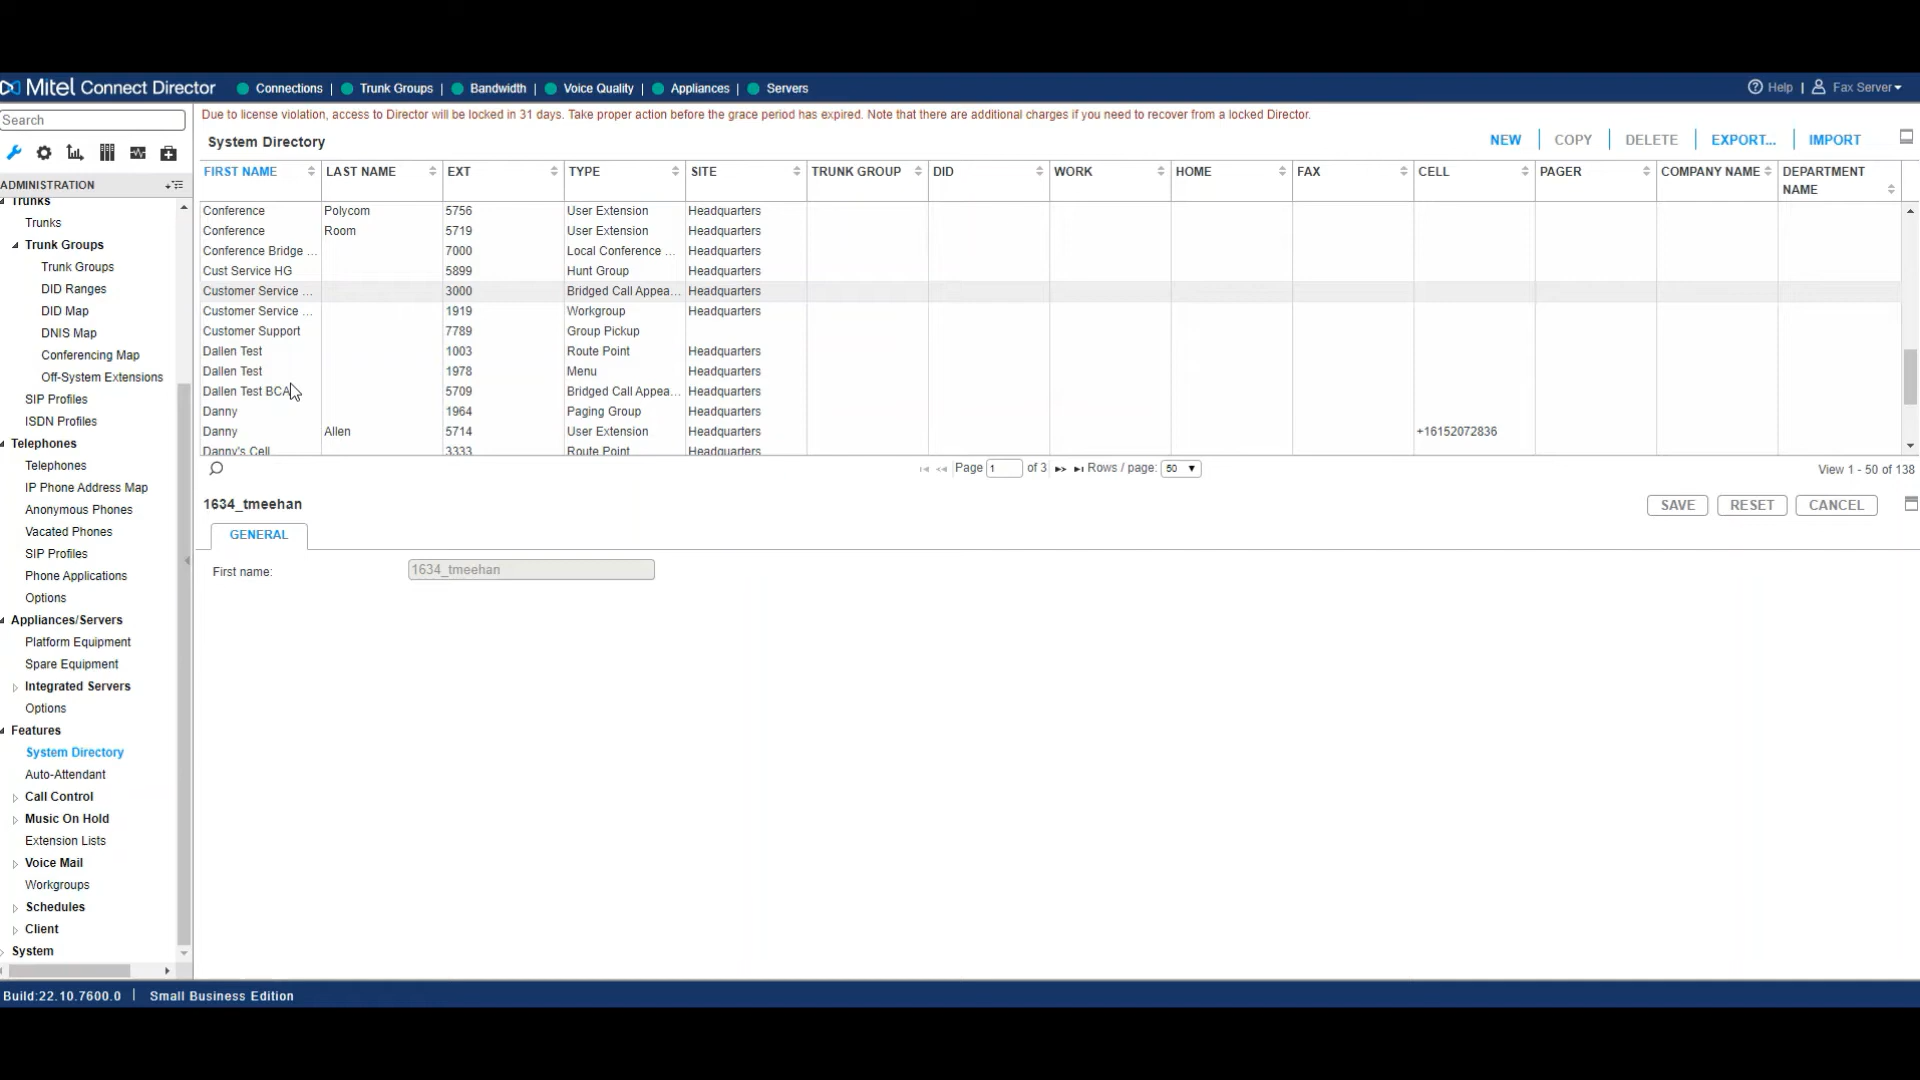 Mitel Connect Director
Connections | Trunk Groups | Bandwidth | Voice Quality | Appliances | Servers
Help | Fax Server
Search
Due to license violation, access to Director will be locked in 31 days. Take proper action before the grace period has expired. Note that there are additional charges if you need to recover from a locked Director.
System Directory
NEW | COPY | DELETE | EXPORT... | IMPORT
ADMINISTRATION
Trunks
Trunks
Trunk Groups
Trunk Groups
DID Ranges
DID Map
DNIS Map
Conferencing Map
Off-System Extensions
SIP Profiles
ISDN Profiles
Telephones
Telephones
IP Phone Address Map
Anonymous Phones
Vacated Phones
SIP Profiles
Phone Applications
Options
Appliances/Servers
Platform Equipment
Spare Equipment
Integrated Servers
Options
Features
System Directory
Auto-Attendant
Call Control
Music On Hold
Extension Lists
Voice Mail
Workgroups
Schedules
Client
System
FIRST NAME LAST NAME EXT TYPE SITE TRUNK GROUP DID WORK HOME FAX CELL PAGER COMPANY NAME DEPARTMENT NAME
Conference Polycom 5756 User Extension Headquarters
Conference Room 5719 User Extension Headquarters
Conference Bridge ... 7000 Local Conference ... Headquarters
Cust Service HG 5899 Hunt Group Headquarters
Customer Service ... 3000 Bridged Call Appea... Headquarters
Customer Service ... 1919 Workgroup Headquarters
Customer Support 7789 Group Pickup
Dallen Test 1003 Route Point Headquarters
Dallen Test 1978 Menu Headquarters
Dallen Test BCA 5709 Bridged Call Appea... Headquarters
Danny 1964 Paging Group Headquarters
Danny Allen 5714 User Extension Headquarters +16152072836
Danny's Cell 3333 Route Point Headquarters
Page 1 of 3 Rows / page: 50
View 1 - 50 of 138
1634_tmeehan
SAVE RESET CANCEL
GENERAL
First name: 1634_tmeehan
Build:22.10.7600.0 | Small Business Edition